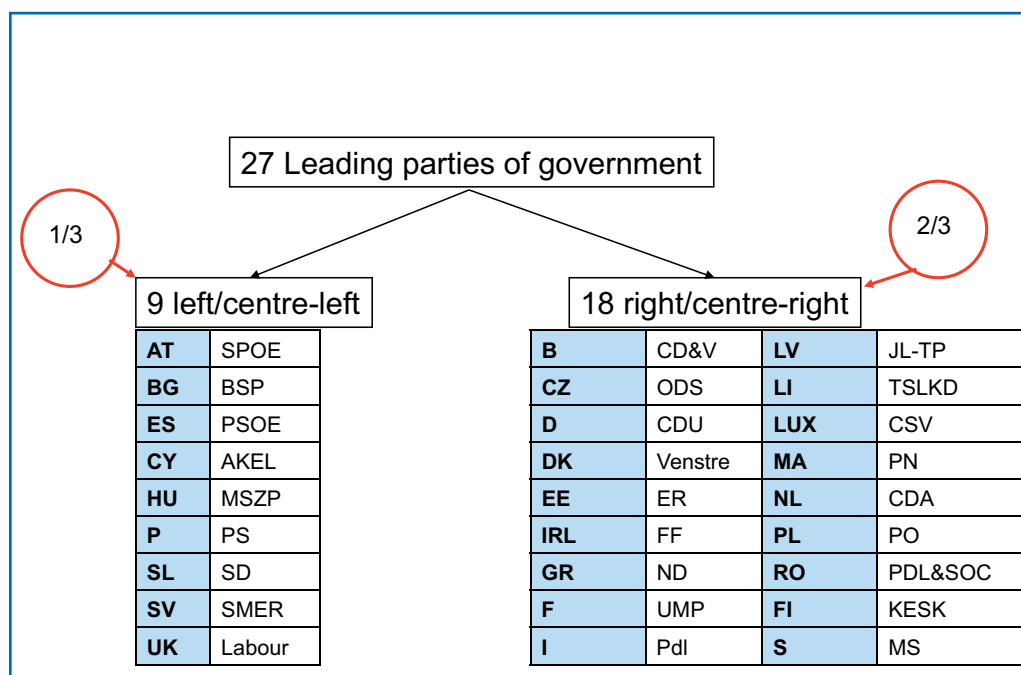 27 Leading parties of government
1/3
2/3
9 left/centre-left
18 right/centre-right
AT SPOE
BG BSP
ES PSOE
CY AKEL
HU MSZP
P PS
SL SD
SV SMER
UK Labour
B CD&V LV JL-TP
CZ ODS LI TSLKD
D CDU LUX CSV
DK Venstre MA PN
EE ER NL CDA
IRL FF PL PO
GR ND RO PDL&SOC
F UMP FI KESK
I Pdl S MS